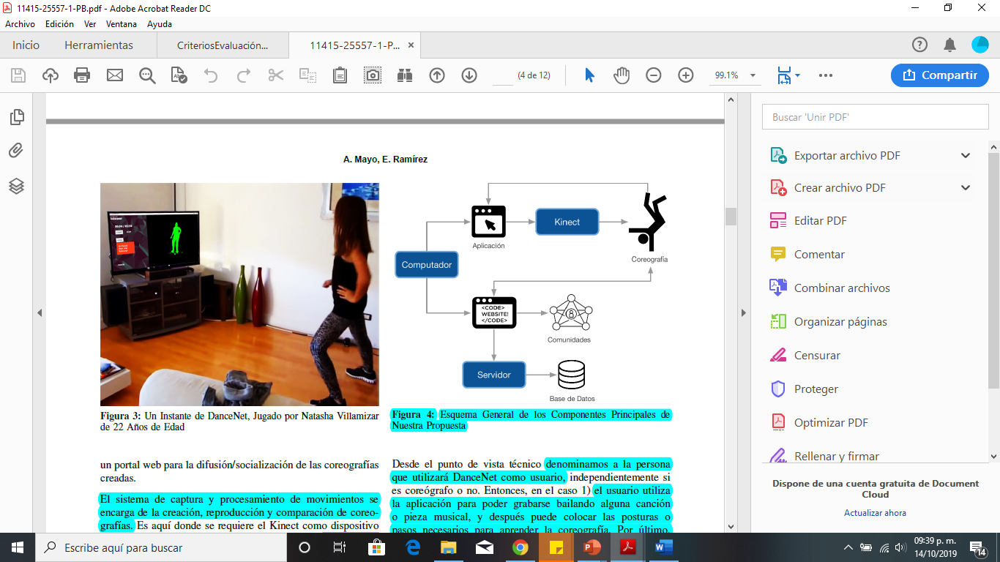 11415-25557-1-PB.pdf - Adobe Acrobat Reader DC
Archivo Edición Ver Ventana Ayuda
Inicio Herramientas CriteriosEvaluación... 11415-25557-1-P... ×
(4 de 12) 99.1% Compartir
A. Mayo, E. Ramírez
Aplicación
Kinect
Coreografía
Computador
<CODE>
WEBSITE!
</CODE>
Comunidades
Servidor
Base de Datos
Figura 3: Un Instante de DanceNet, Jugado por Natasha Villamizar
de 22 Años de Edad
un portal web para la difusión/socialización de las coreografías
creadas.
El sistema de captura y procesamiento de movimientos se
encarga de la creación, reproducción y comparación de coreo-
grafías. Es aquí donde se requiere el Kinect como dispositivo
Figura 4: Esquema General de los Componentes Principales de
Nuestra Propuesta
Desde el punto de vista técnico denominamos a la persona
que utilizará DanceNet como usuario, independientemente si
es coreógrafo o no. Entonces, en el caso 1) el usuario utiliza
la aplicación para poder grabarse bailando alguna canción
o pieza musical, y después puede colocar las posturas o
pasos necesarios para aprender la coreografía. Por último,
Buscar 'Unir PDF'
Exportar archivo PDF
Crear archivo PDF
Editar PDF
Comentar
Combinar archivos
Organizar páginas
Censurar
Proteger
Optimizar PDF
Rellenar y firmar
Dispone de una cuenta gratuita de Document
Cloud
Actualizar ahora
Escribe aquí para buscar
09:39 p. m.
14/10/2019
14